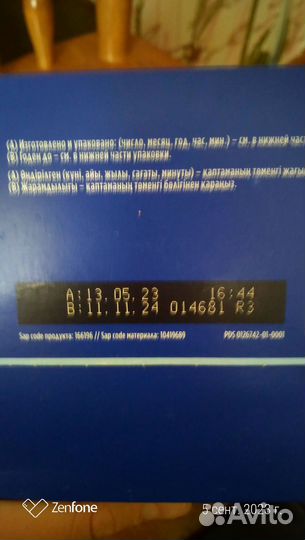 (A) Изготовлено и упаковано: (число, месяц, год, час, мин.) – см. в нижней час
(B) Годен до – см. в нижней части упаковки.
(A) Өндірілген (күні, айы, жылы, сағаты, минуты) – қаптаманың төменгі
(B) Жарамдылығы – қаптаманың төменгі бөлігінен қараңыз.
A:13.05.23 16:44
B:11.11.24 014681 R3
Sap code продукта: 166196 // Sap code материала: 10419689 PDS 0126742-01-0001
Zenfone
5 сент. 2023 г.
Avito